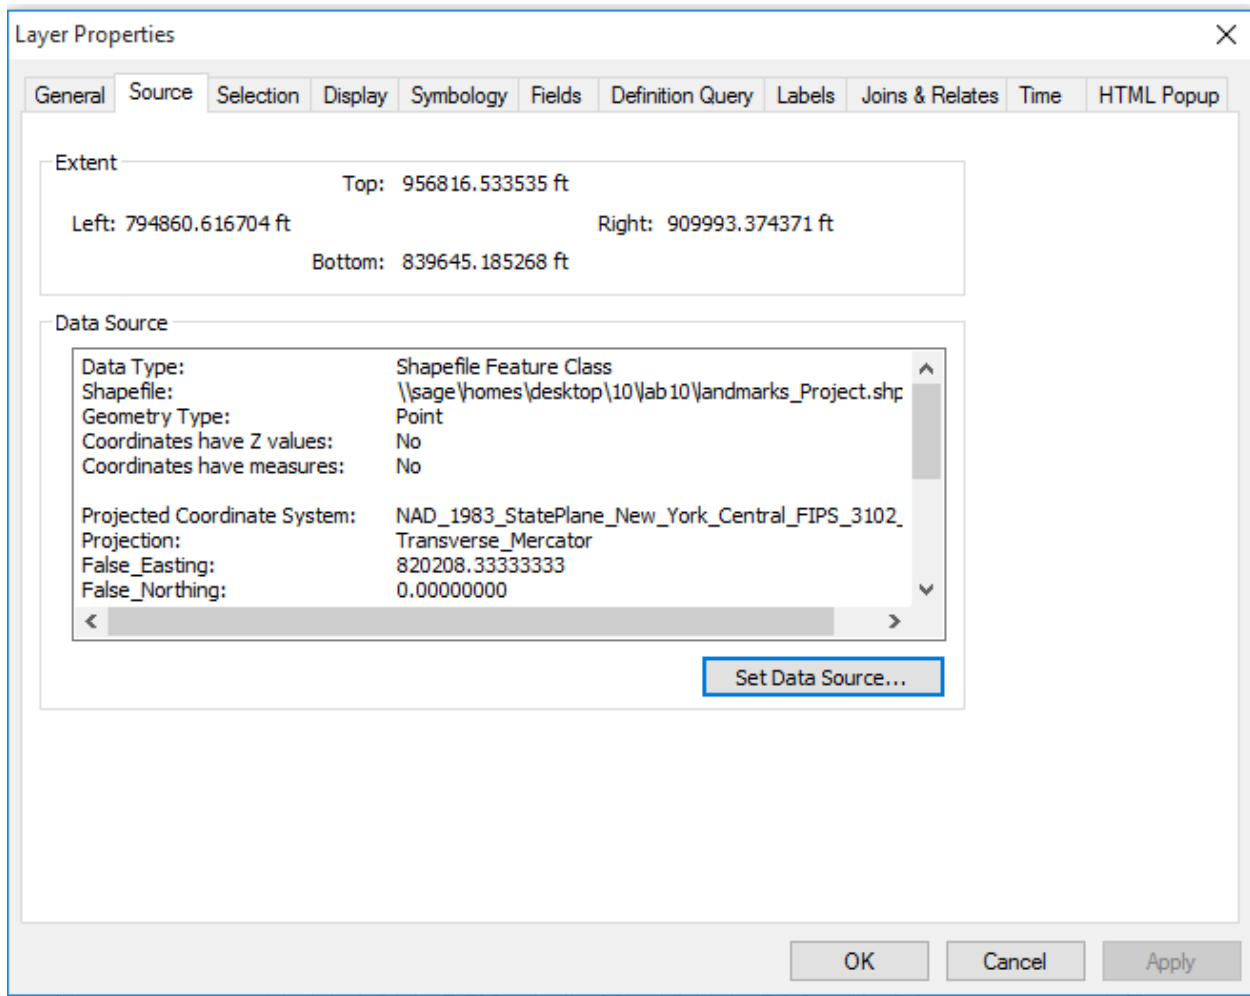 Layer Properties
General Source Selection Display Symbology Fields Definition Query Labels Joins & Relates Time HTML Popup
Extent
Top: 956816.533535 ft
Left: 794860.616704 ft Right: 909993.374371 ft
Bottom: 839645.185268 ft
Data Source
Data Type: Shapefile Feature Class
Shapefile: \\sage\homes\desktop\10\lab10\landmarks_Project.shp
Geometry Type: Point
Coordinates have Z values: No
Coordinates have measures: No
Projected Coordinate System: NAD_1983_StatePlane_New_York_Central_FIPS_3102_
Projection: Transverse_Mercator
False_Easting: 820208.33333333
False_Northing: 0.00000000
Set Data Source...
OK Cancel Apply